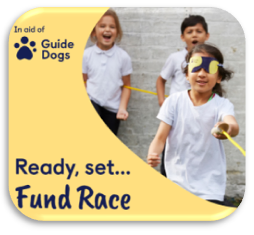 In aid of
Guide
Dogs
Ready, set...
Fund Race